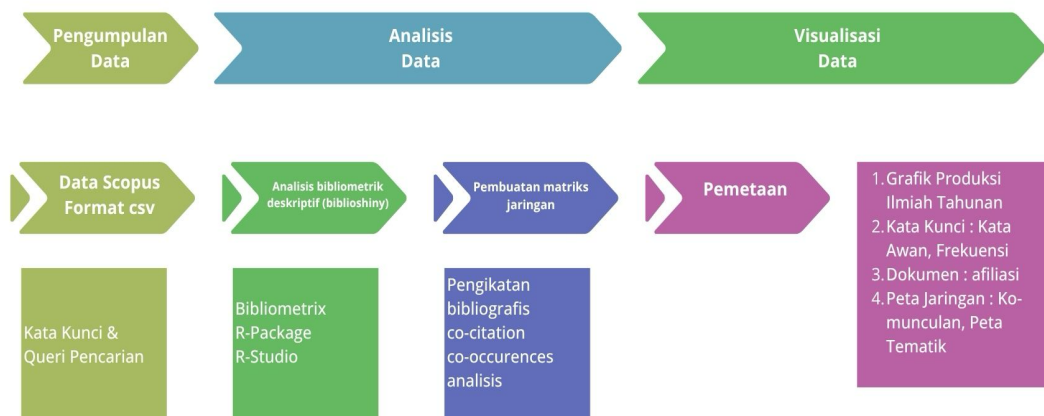 Pengumpulan
Data
Analisis
Data
Visualisasi
Data
Data Scopus
Format csv
Analisis bibliometrik
deskriptif (biblioshiny)
Pembuatan matriks
jaringan
Pemetaan
1. Grafik Produksi
Ilmiah Tahunan
2. Kata Kunci : Kata
Awan, Frekuensi
3. Dokumen : afiliasi
4. Peta Jaringan : Ko-
munculan, Peta
Tematik
Kata Kunci &
Queri Pencarian
Bibliometrix
R-Package
R-Studio
Pengikatan
bibliografis
co-citation
co-occurences
analisis